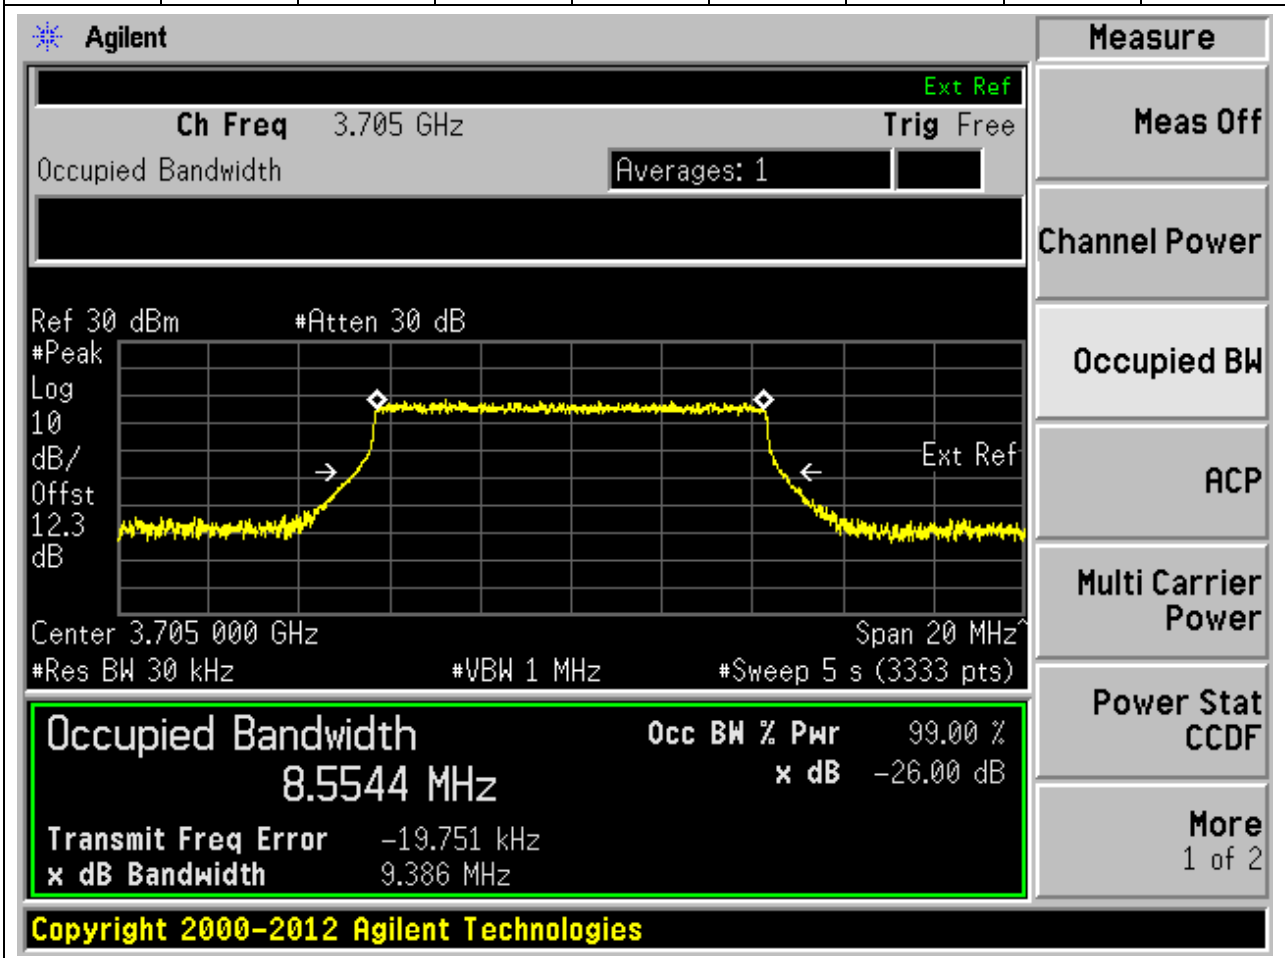 Agilent
Measure
Ext Ref
Ch Freq 3.705 GHz Trig Free
Meas Off
Occupied Bandwidth Averages: 1
Channel Power
Ref 30 dBm #Atten 30 dB
#Peak
Log
10
dB/
Offst
12.3
dB
Ext Ref
Occupied BW
ACP
Center 3.705 000 GHz Span 20 MHz^
#Res BW 30 kHz #VBW 1 MHz #Sweep 5 s (3333 pts)
Multi Carrier
Power
Occupied Bandwidth Occ BW % Pwr 99.00 %
8.5544 MHz x dB -26.00 dB
Transmit Freq Error -19.751 kHz
x dB Bandwidth 9.386 MHz
Power Stat
CCDF
More
1 of 2
Copyright 2000-2012 Agilent Technologies